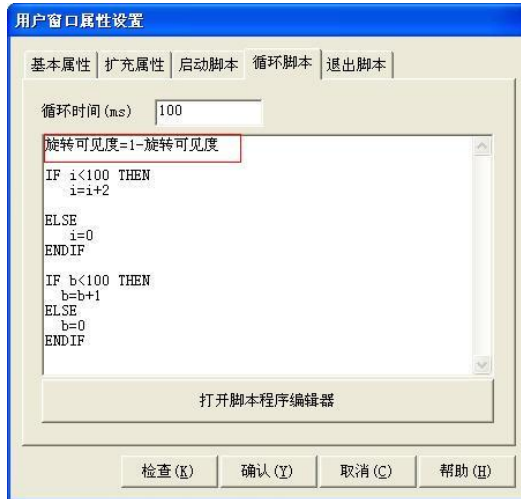 用户窗口属性设置
基本属性 扩充属性 启动脚本 循环脚本 退出脚本
循环时间(ms) 100
旋转可见度=1-旋转可见度
IF i<100 THEN
i=i+2
ELSE
i=0
ENDIF
IF b<100 THEN
b=b+1
ELSE
b=0
ENDIF
打开脚本程序编辑器
检查(K) 确认(Y) 取消(C) 帮助(H)